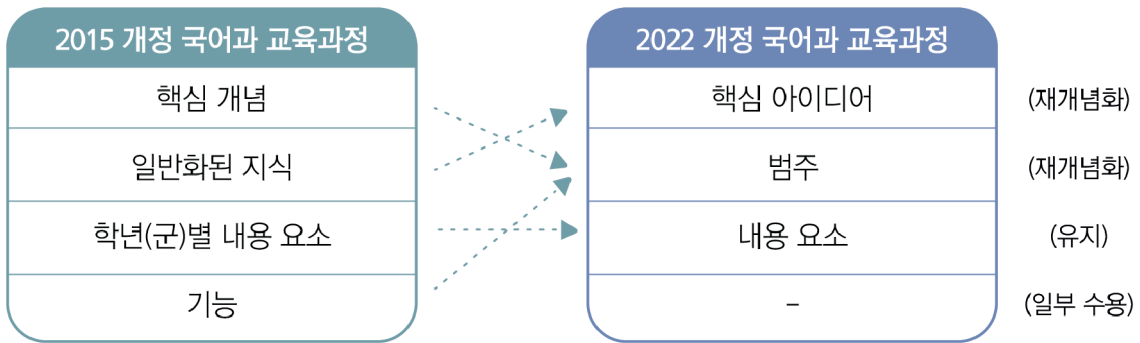 2015 개정 국어과 교육과정
핵심 개념
일반화된 지식
학년(군)별 내용 요소
기능
2022 개정 국어과 교육과정
핵심 아이디어
범주
내용 요소
–
(재개념화)
(재개념화)
(유지)
(일부 수용)